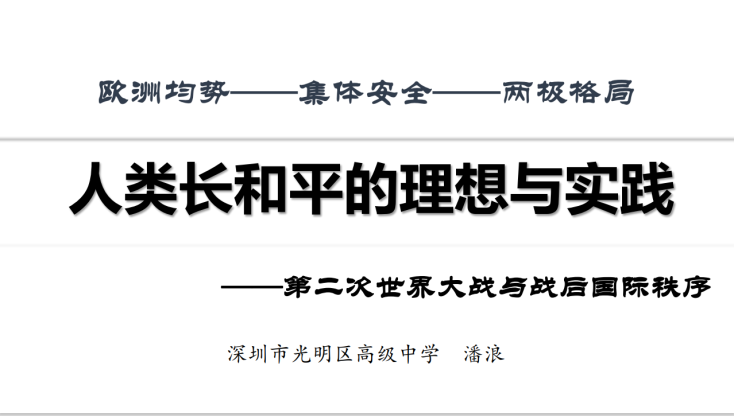 欧洲均势——集体安全——两极格局
人类长和平的理想与实践
——第二次世界大战与战后国际秩序
深圳市光明区高级中学 潘浪